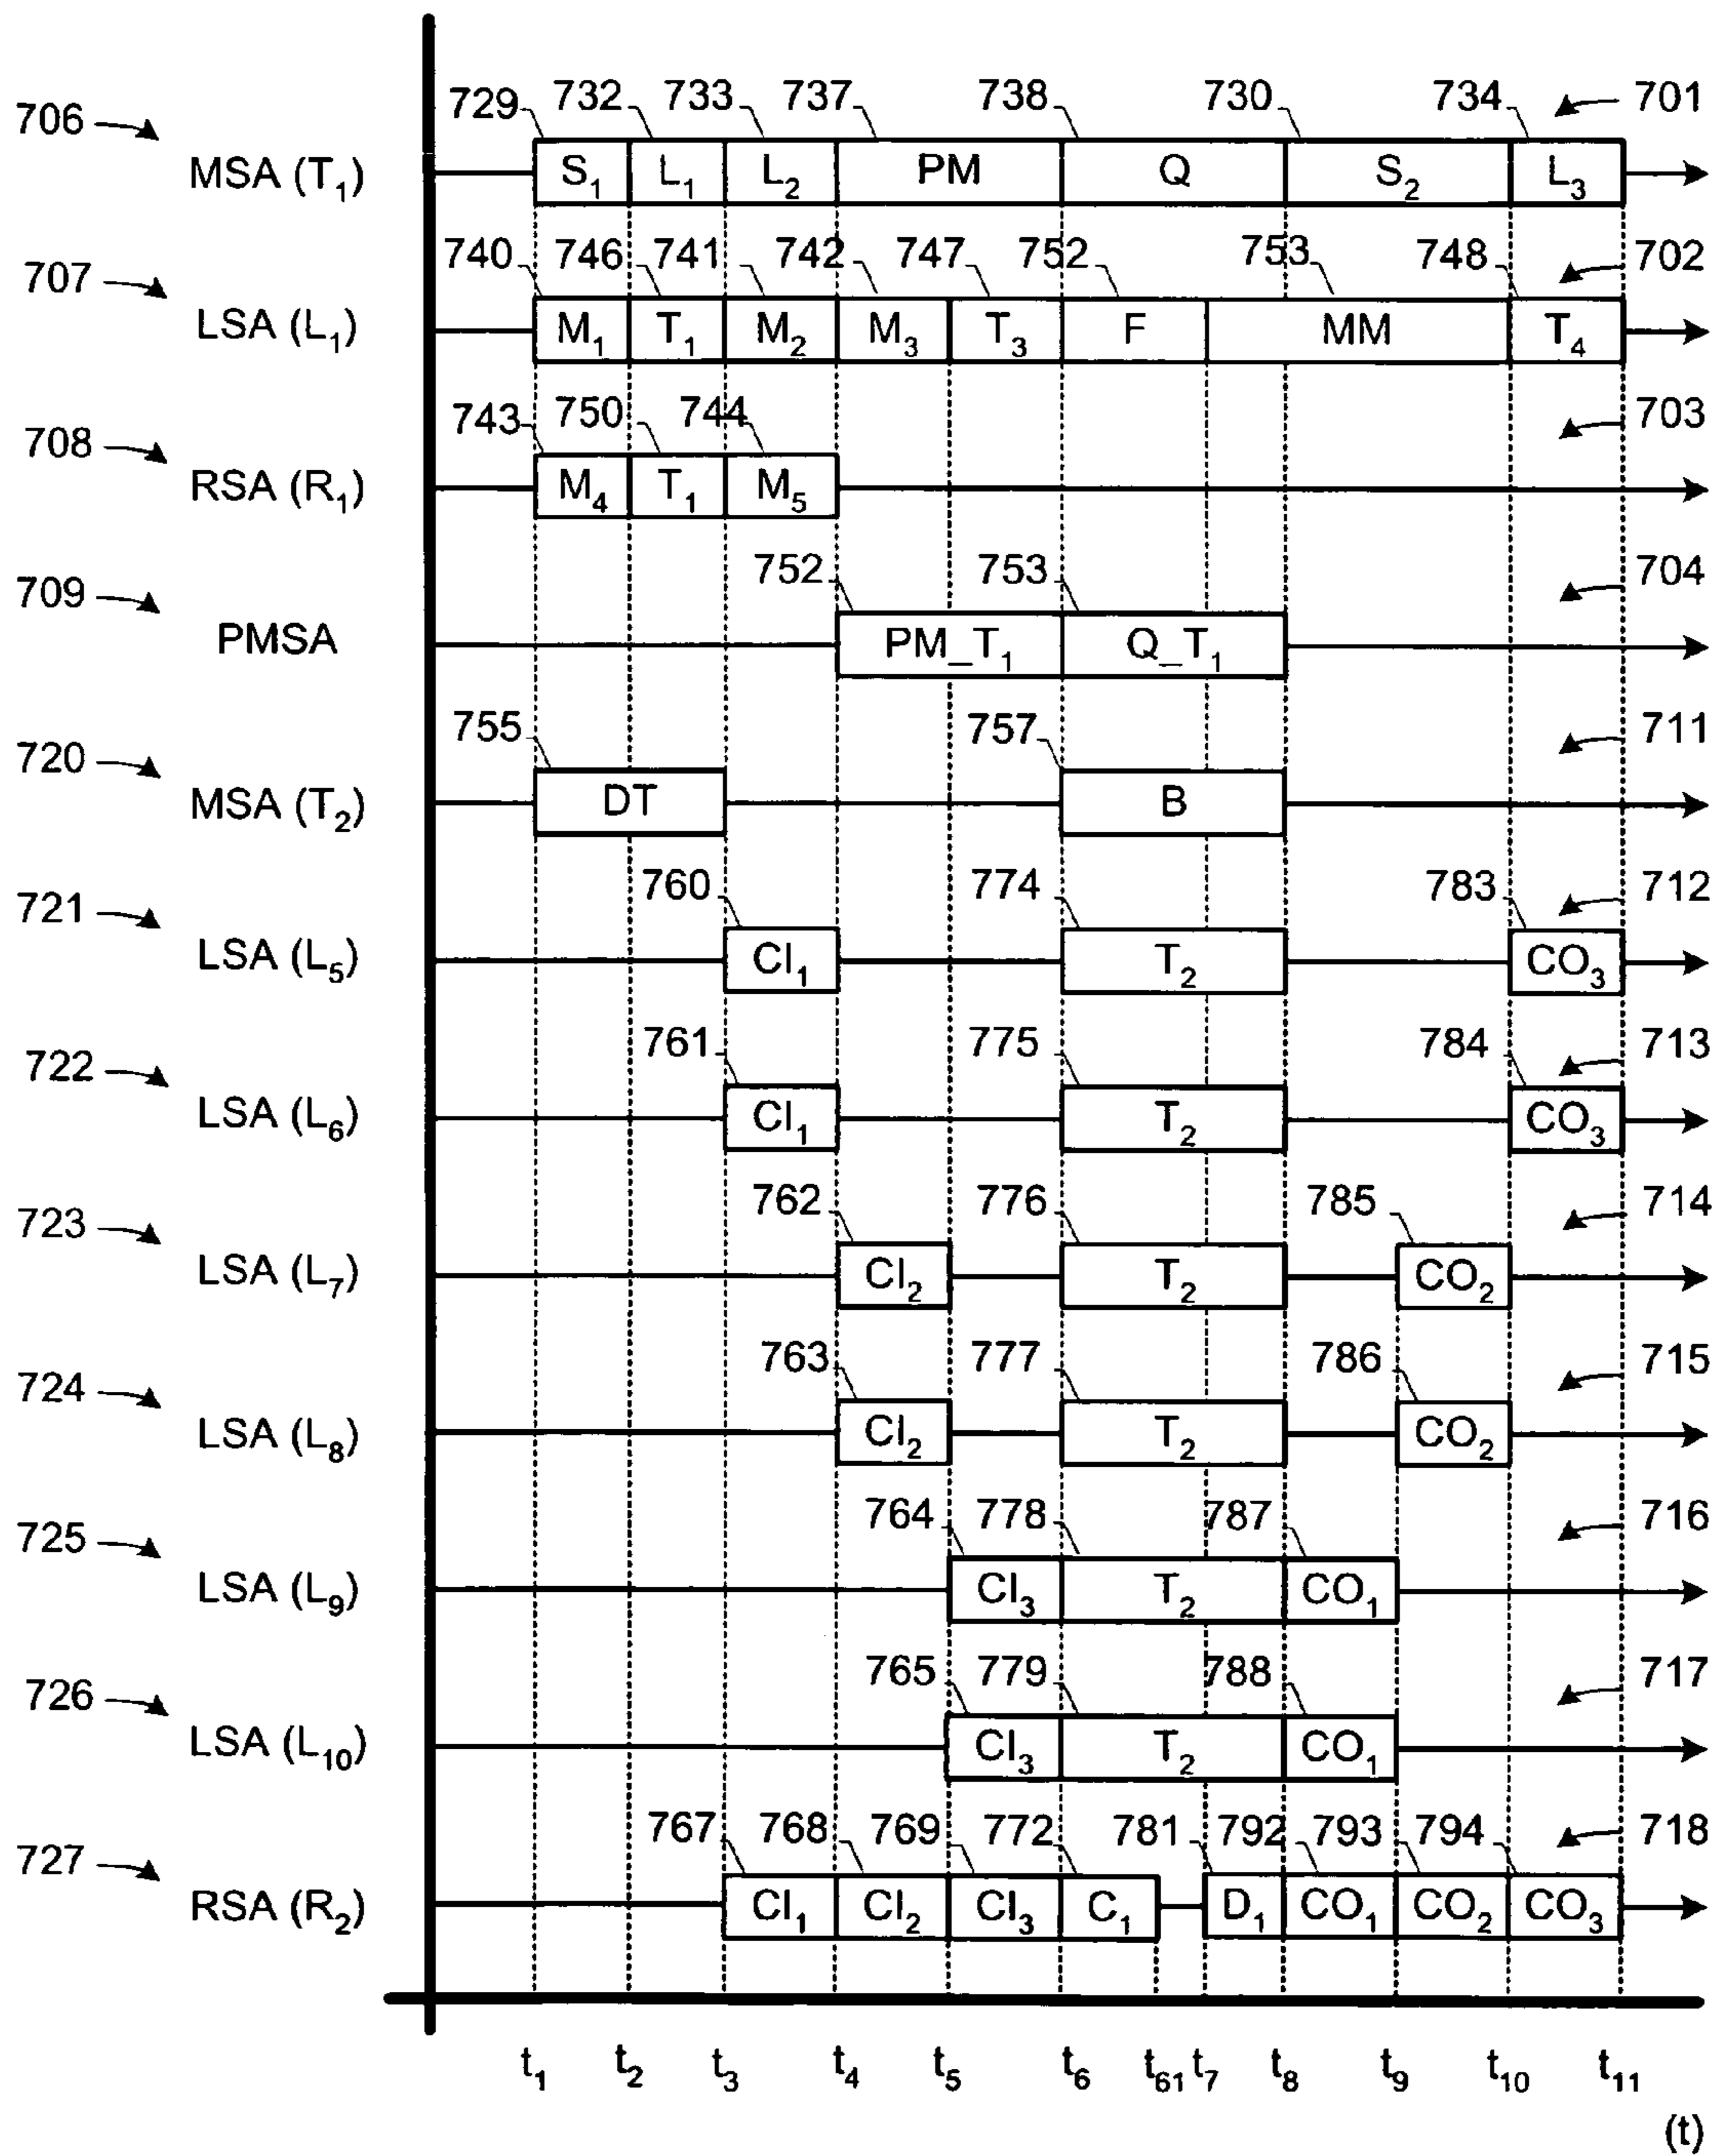 729 732 733 737 738 730 734 701
706 MSA (T1) S1 L1 L2 PM Q S2 L3
740 746 741 742 747 752 753 748 702
707 LSA (L1) M1 T1 M2 M3 T3 F MM T4
743 750 744 703
708 RSA (R1) M4 T1 M5
752 753 704
709 PMSA PM_T1 Q_T1
755 757 711
720 MSA (T2) DT B
760 774 783 712
721 LSA (L5) CI1 T2 CO3
761 775 784 713
722 LSA (L6) CI1 T2 CO3
762 776 785 714
723 LSA (L7) CI2 T2 CO2
763 777 786 715
724 LSA (L8) CI2 T2 CO2
764 778 787 716
725 LSA (L9) CI3 T2 CO1
765 779 788 717
726 LSA (L10) CI3 T2 CO1
767 768 769 772 781 792 793 794 718
727 RSA (R2) CI1 CI2 CI3 C1 D1 CO1 CO2 CO3
t1 t2 t3 t4 t5 t6 t61 t7 t8 t9 t10 t11
(t)